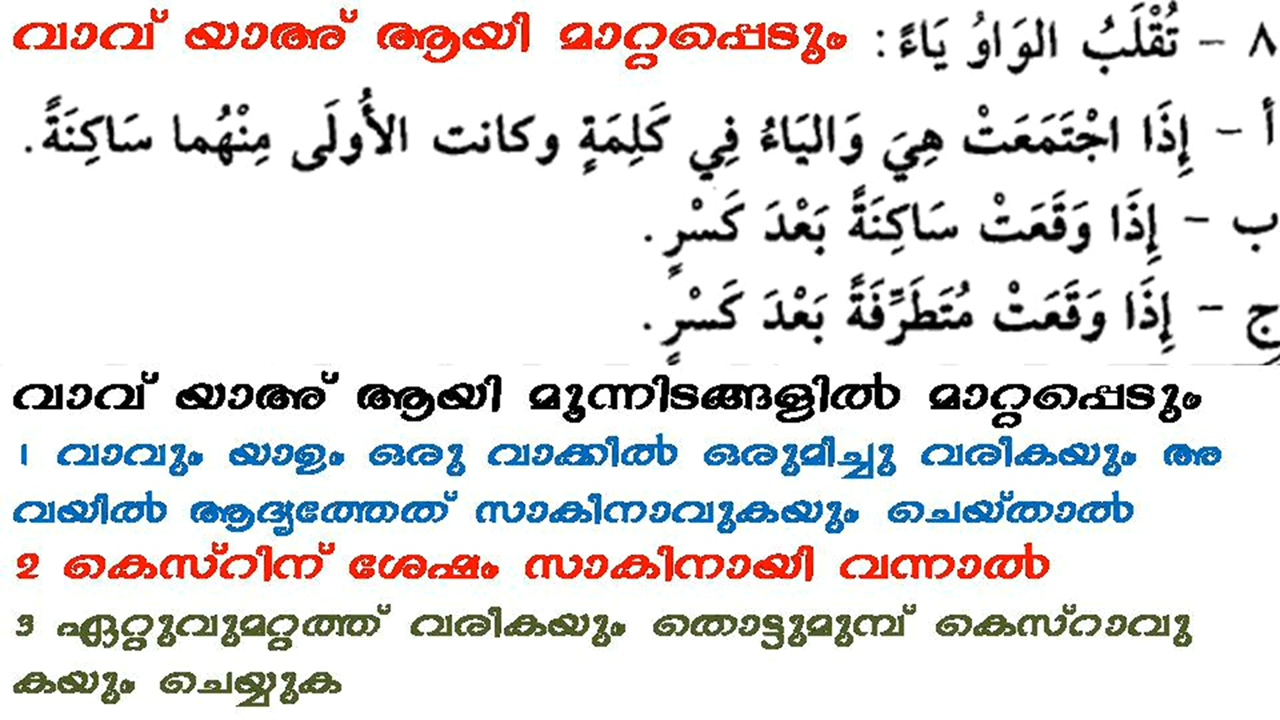 വാവ് യാഅ് ആയി മാറ്റപ്പെടും
٨ – تُقْلَبُ الوَاوُ يَاءً :
أ – إِذَا اجْتَمَعَتْ هِيَ وَاليَاءُ فِي كَلِمَةٍ وكانت الأُولَى مِنْهُما سَاكِنَةً.
ب – إِذَا وَقَعَتْ سَاكِنَةً بَعْدَ كَسْرٍ.
ج – إِذَا وَقَعَتْ مُتَطَرِّفَةً بَعْدَ كَسْرٍ.
വാവ് യാഅ് ആയി മൂന്നിടങ്ങളിൽ മാറ്റപ്പെടും
1 വാവും യാഉം ഒരു വാക്കിൽ ഒരുമിച്ചു വരികയും അ
വയിൽ ആദ്യത്തേത് സാകിനാവുകയും ചെയ്താൽ
2 കെസ്റിന് ശേഷം സാകിനായി വന്നാൽ
3 ഏറ്റുവുമറ്റത്ത് വരികയും തൊട്ടുമുമ്പ് കെസ്റാവു
കയും ചെയ്യുക